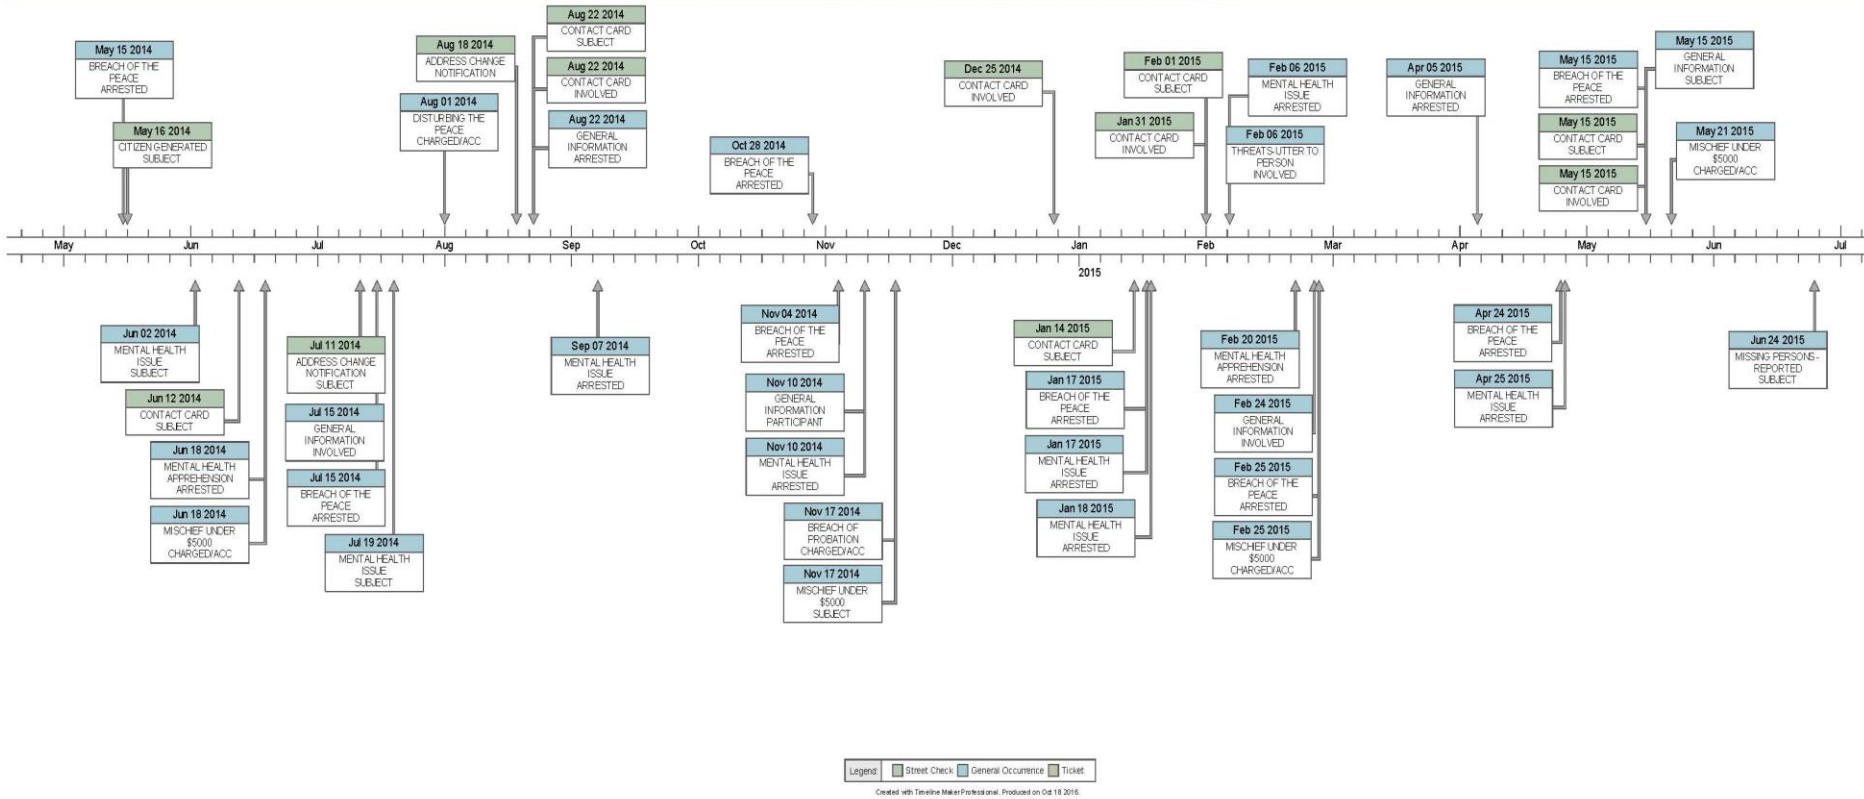 May 15 2014
BREACH OF THE
PEACE
ARRESTED
May 16 2014
CITIZEN GENERATED
SUBJECT
Aug 18 2014
ADDRESS CHANGE
NOTIFICATION
Aug 01 2014
DISTURBING THE
PEACE
CHARGED/ACC
Aug 22 2014
CONTACT CARD
SUBJECT
Aug 22 2014
CONTACT CARD
INVOLVED
Aug 22 2014
GENERAL
INFORMATION
ARRESTED
Oct 28 2014
BREACH OF THE
PEACE
ARRESTED
Dec 25 2014
CONTACT CARD
INVOLVED
Feb 01 2015
CONTACT CARD
SUBJECT
Jan 31 2015
CONTACT CARD
INVOLVED
Feb 06 2015
MENTAL HEALTH
ISSUE
ARRESTED
Feb 06 2015
THREATS-UTTER TO
PERSON
INVOLVED
Apr 05 2015
GENERAL
INFORMATION
ARRESTED
May 15 2015
BREACH OF THE
PEACE
ARRESTED
May 15 2015
CONTACT CARD
SUBJECT
May 15 2015
CONTACT CARD
INVOLVED
May 15 2015
GENERAL
INFORMATION
SUBJECT
May 21 2015
MISCHIEF UNDER
$5000
CHARGED/ACC
May Jun Jul Aug Sep Oct Nov Dec Jan Feb Mar Apr May Jun Jul
2015
Jun 02 2014
MENTAL HEALTH
ISSUE
SUBJECT
Jun 12 2014
CONTACT CARD
SUBJECT
Jun 18 2014
MENTAL HEALTH
APPREHENSION
ARRESTED
Jun 18 2014
MISCHIEF UNDER
$5000
CHARGED/ACC
Jul 11 2014
ADDRESS CHANGE
NOTIFICATION
SUBJECT
Jul 15 2014
GENERAL
INFORMATION
INVOLVED
Jul 15 2014
BREACH OF THE
PEACE
ARRESTED
Jul 19 2014
MENTAL HEALTH
ISSUE
SUBJECT
Sep 07 2014
MENTAL HEALTH
ISSUE
ARRESTED
Nov 04 2014
BREACH OF THE
PEACE
ARRESTED
Nov 10 2014
GENERAL
INFORMATION
PARTICIPANT
Nov 10 2014
MENTAL HEALTH
ISSUE
ARRESTED
Nov 17 2014
BREACH OF
PROBATION
CHARGED/ACC
Nov 17 2014
MISCHIEF UNDER
$5000
SUBJECT
Jan 14 2015
CONTACT CARD
SUBJECT
Jan 17 2015
BREACH OF THE
PEACE
ARRESTED
Jan 17 2015
MENTAL HEALTH
ISSUE
ARRESTED
Jan 18 2015
MENTAL HEALTH
ISSUE
ARRESTED
Feb 20 2015
MENTAL HEALTH
APPREHENSION
ARRESTED
Feb 24 2015
GENERAL
INFORMATION
INVOLVED
Feb 25 2015
BREACH OF THE
PEACE
ARRESTED
Feb 25 2015
MISCHIEF UNDER
$5000
CHARGED/ACC
Apr 24 2015
BREACH OF THE
PEACE
ARRESTED
Apr 25 2015
MENTAL HEALTH
ISSUE
ARRESTED
Jun 24 2015
MISSING PERSONS-
REPORTED
SUBJECT
Legend: Street Check General Occurrence Ticket
Created with Timeline Maker Professional. Produced on Oct 18 2016.